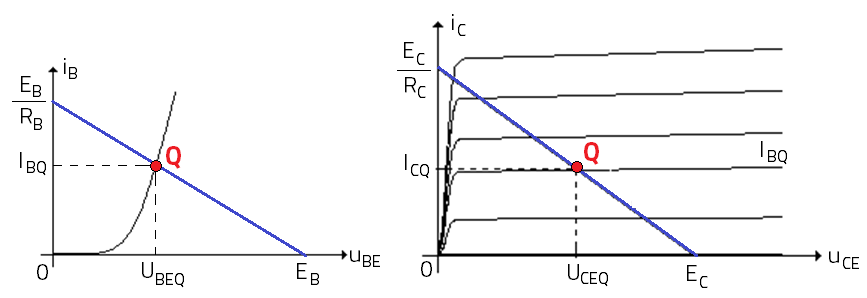 i_B
E_B
R_B
Q
I_BQ
0
U_BEQ
E_B
u_BE
i_C
E_C
R_C
Q
I_CQ
I_BQ
0
U_CEQ
E_C
u_CE